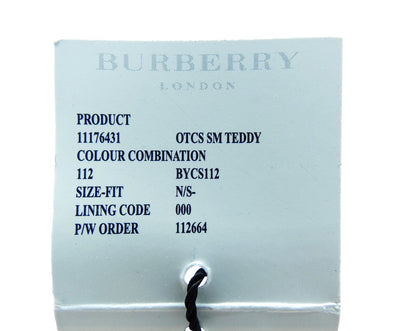 BURBERRY
LONDON
PRODUCT
11176431 OTCS SM TEDDY
COLOUR COMBINATION
112 BYCS112
SIZE-FIT N/S-
LINING CODE 000
P/W ORDER 112664